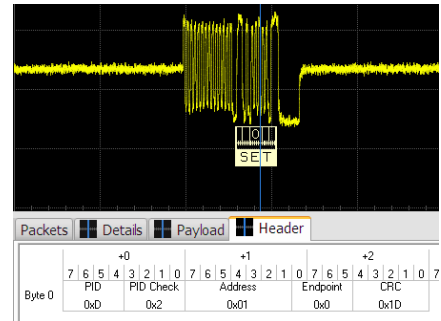 0
SET
Packets Details Payload Header
+0 +1 +2
7 6 5 4 3 2 1 0 7 6 5 4 3 2 1 0 7 6 5 4 3 2 1 0 7
Byte 0 PID PID Check Address Endpoint CRC
0xD 0x2 0x01 0x0 0x1D